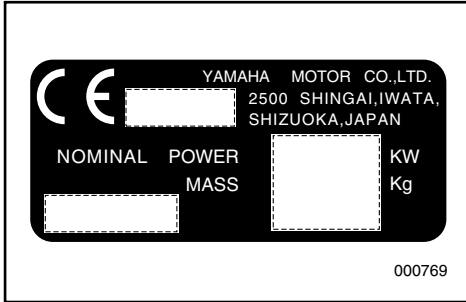 CE YAMAHA MOTOR CO.,LTD.
2500 SHINGAI,IWATA,
SHIZUOKA,JAPAN
NOMINAL POWER KW
MASS Kg
000769